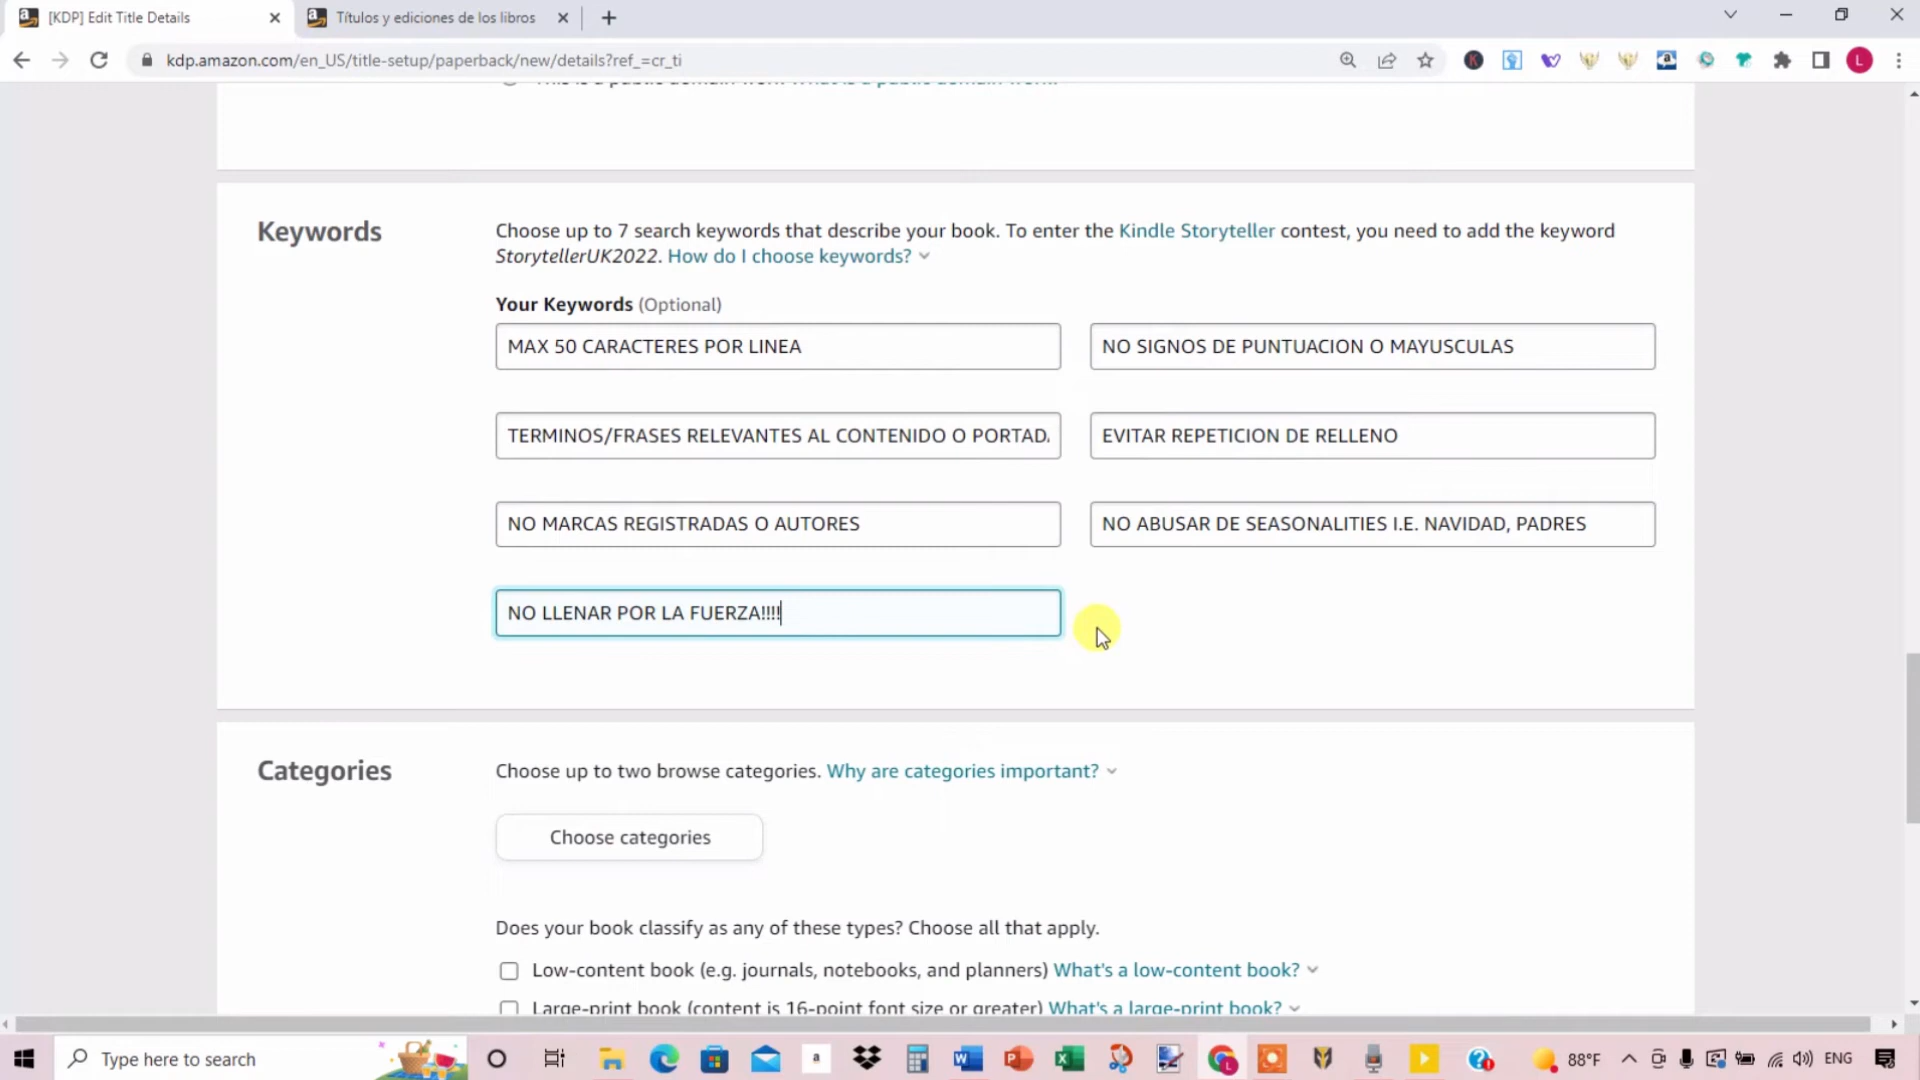 [KDP] Edit Title Details
Títulos y ediciones de los libros
kdp.amazon.com/en_US/title-setup/paperback/new/details?ref_=cr_ti
Keywords
Choose up to 7 search keywords that describe your book. To enter the Kindle Storyteller contest, you need to add the keyword
StorytellerUK2022. How do I choose keywords?
Your Keywords (Optional)
MAX 50 CARACTERES POR LINEA
NO SIGNOS DE PUNTUACION O MAYUSCULAS
TERMINOS/FRASES RELEVANTES AL CONTENIDO O PORTADA
EVITAR REPETICION DE RELLENO
NO MARCAS REGISTRADAS O AUTORES
NO ABUSAR DE SEASONALITIES I.E. NAVIDAD, PADRES
NO LLENAR POR LA FUERZA!!!!
Categories
Choose up to two browse categories. Why are categories important?
Choose categories
Does your book classify as any of these types? Choose all that apply.
Low-content book (e.g. journals, notebooks, and planners) What's a low-content book?
Large-print book (content is 16-point font size or greater) What's a large-print book?
Type here to search
88°F
ENG